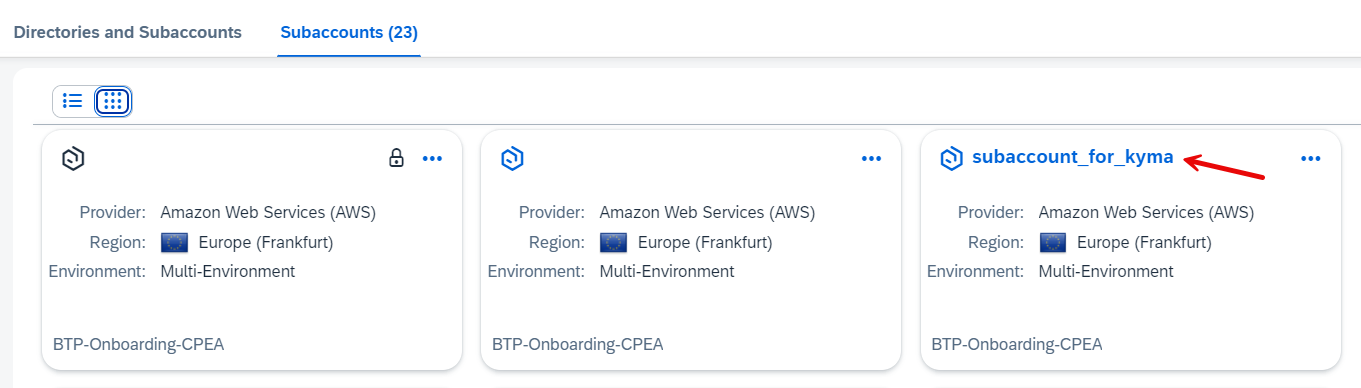 Directories and Subaccounts
Subaccounts (23)
Provider: Amazon Web Services (AWS)
Region: Europe (Frankfurt)
Environment: Multi-Environment
BTP-Onboarding-CPEA
Provider: Amazon Web Services (AWS)
Region: Europe (Frankfurt)
Environment: Multi-Environment
BTP-Onboarding-CPEA
subaccount_for_kyma
Provider: Amazon Web Services (AWS)
Region: Europe (Frankfurt)
Environment: Multi-Environment
BTP-Onboarding-CPEA